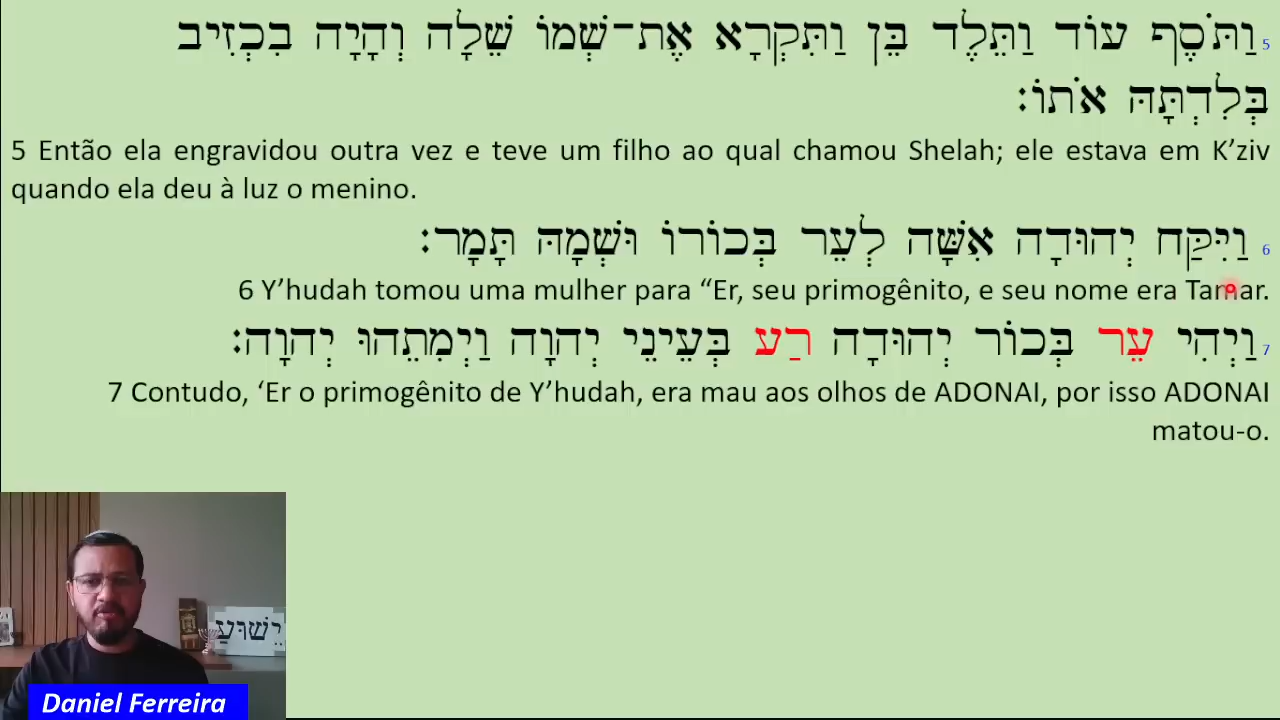 5 וַתֹּסֶף עוֹד וַתֵּלֶד בֵּן וַתִּקְרָא אֶת־שְׁמוֹ שֵׁלָה וְהָיָה בִכְזִיב
בְּלִדְתָּהּ אֹתוֹ׃
5 Então ela engravidou outra vez e teve um filho ao qual chamou Shelah; ele estava em K’ziv
quando ela deu à luz o menino.
6 וַיִּקַּח יְהוּדָה אִשָּׁה לְעֵר בְּכוֹרוֹ וּשְׁמָהּ תָּמָר׃
6 Y’hudah tomou uma mulher para “Er, seu primogênito, e seu nome era Tamar.
7 וַיְהִי עֵר בְּכוֹר יְהוּדָה רַע בְּעֵינֵי יְהוָה וַיְמִתֵהוּ יְהוָה׃
7 Contudo, ‘Er o primogênito de Y’hudah, era mau aos olhos de ADONAI, por isso ADONAI
matou-o.
יֵשׁוּעַ
Daniel Ferreira